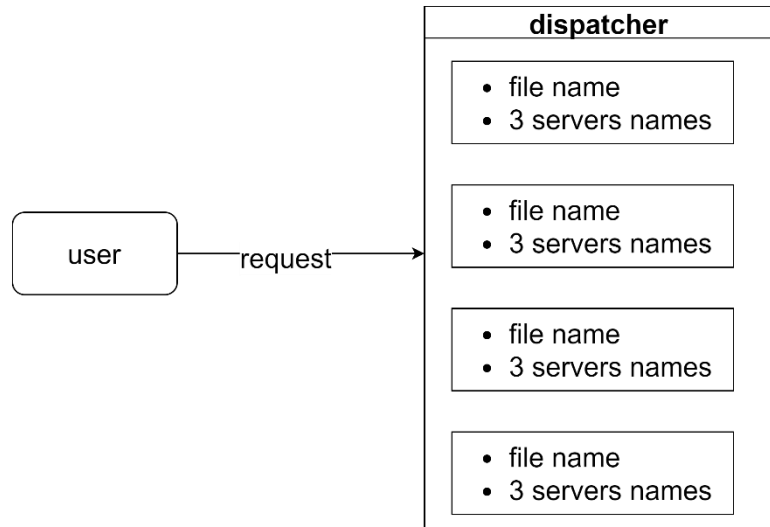 dispatcher
• file name
• 3 servers names
• file name
• 3 servers names
user
request
• file name
• 3 servers names
• file name
• 3 servers names